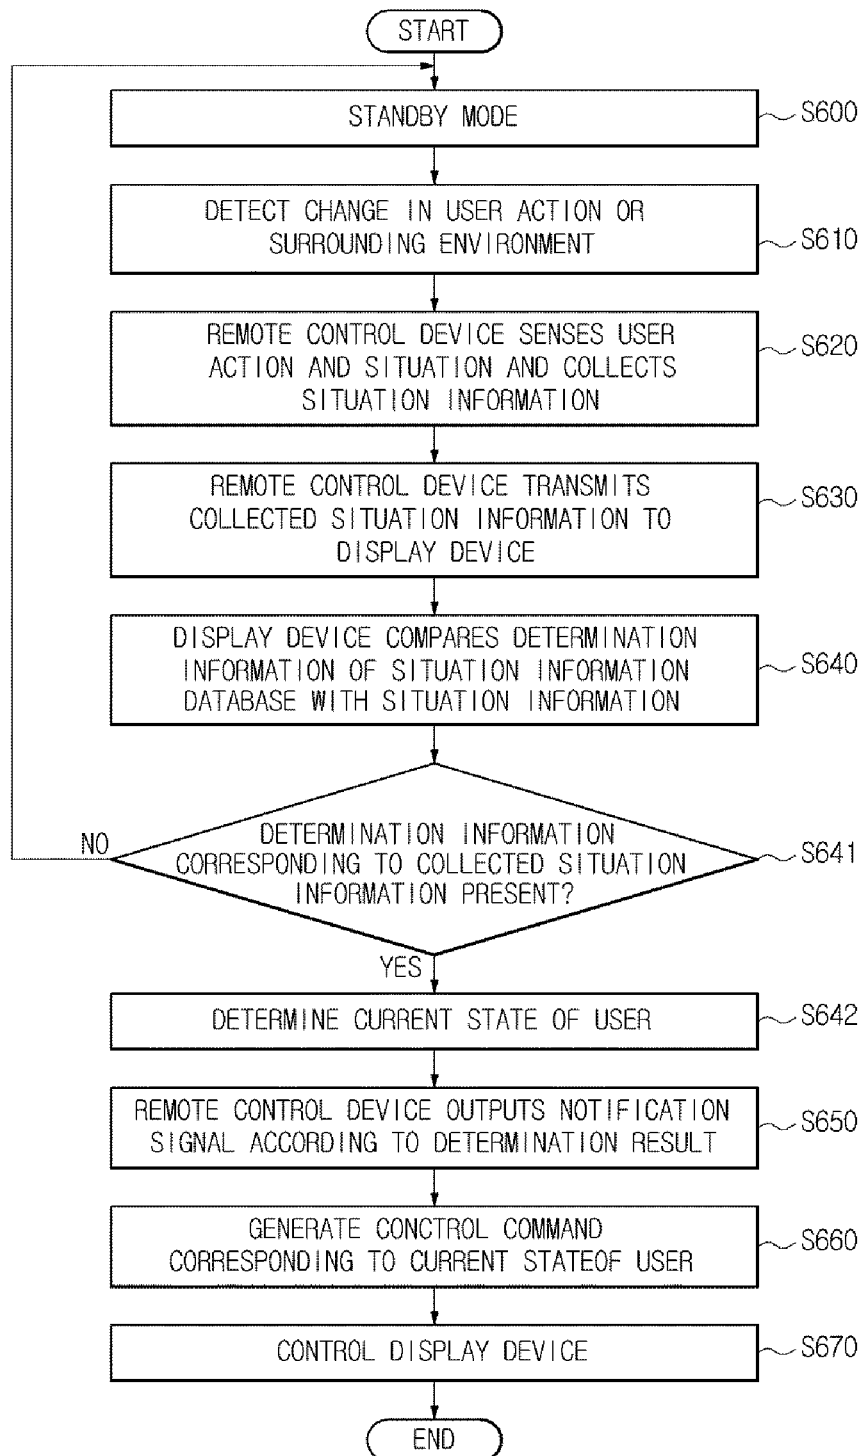 START
STANDBY MODE
S600
DETECT CHANGE IN USER ACTION OR
SURROUNDING ENVIRONMENT
S610
REMOTE CONTROL DEVICE SENSES USER
ACTION AND SITUATION AND COLLECTS
SITUATION INFORMATION
S620
REMOTE CONTROL DEVICE TRANSMITS
COLLECTED SITUATION INFORMATION TO
DISPLAY DEVICE
S630
DISPLAY DEVICE COMPARES DETERMINATION
INFORMATION OF SITUATION INFORMATION
DATABASE WITH SITUATION INFORMATION
S640
NO
DETERMINATION INFORMATION
CORRESPONDING TO COLLECTED SITUATION
INFORMATION PRESENT?
S641
YES
DETERMINE CURRENT STATE OF USER
S642
REMOTE CONTROL DEVICE OUTPUTS NOTIFICATION
SIGNAL ACCORDING TO DETERMINATION RESULT
S650
GENERATE CONCTROL COMMAND
CORRESPONDING TO CURRENT STATEOF USER
S660
CONTROL DISPLAY DEVICE
S670
END